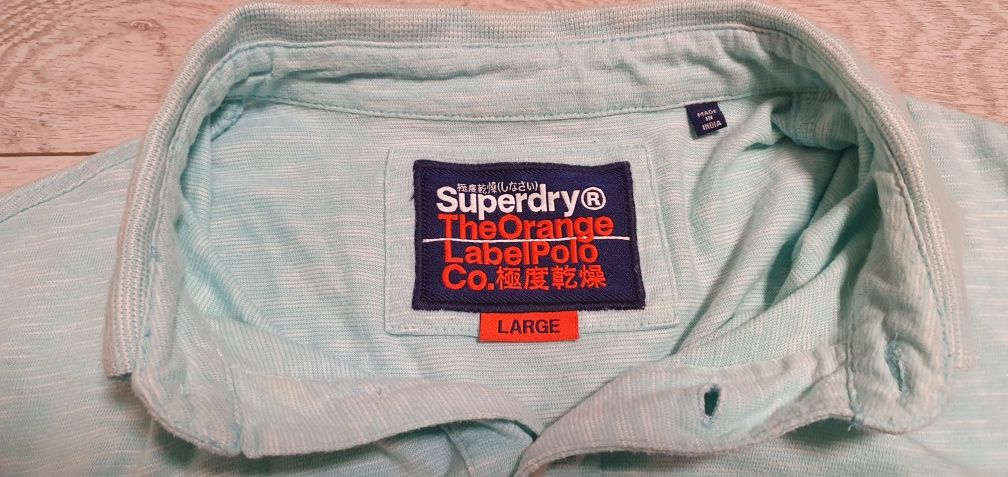 MADE
IN
INDIA
極度乾燥(しなさい)
Superdry®
TheOrange
LabelPolo
Co.極度乾燥
LARGE